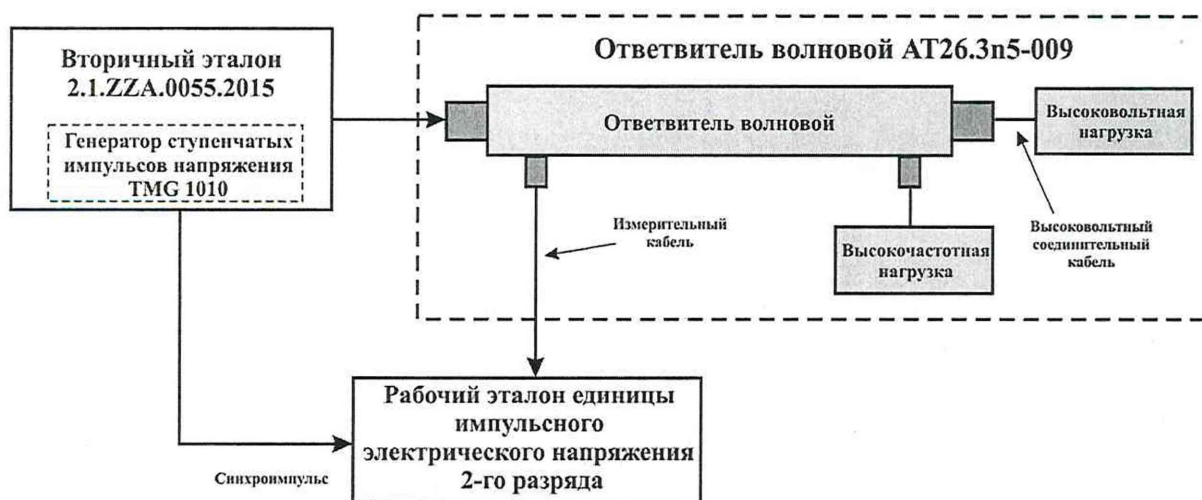 Вторичный эталон
2.1.ZZA.0055.2015
Генератор ступенчатых
импульсов напряжения
TMG 1010
Ответвитель волновой АТ26.3п5-009
Ответвитель волновой
Высоковольтная
нагрузка
Измерительный
кабель
Высокочастотная
нагрузка
Высоковольтный
соединительный
кабель
Рабочий эталон единицы
импульсного
электрического напряжения
2-го разряда
Синхроимпульс